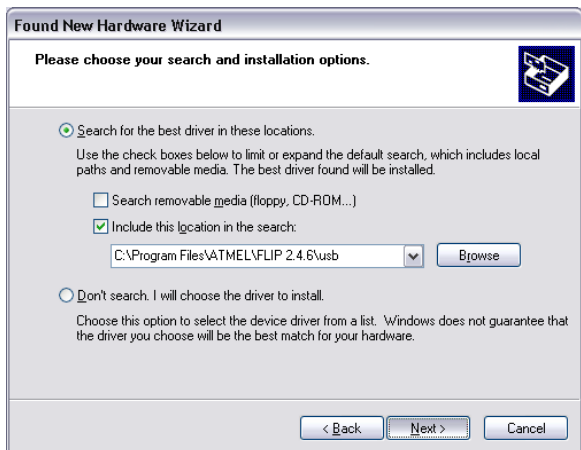 Found New Hardware Wizard
Please choose your search and installation options.
Search for the best driver in these locations.
Use the check boxes below to limit or expand the default search, which includes local
paths and removable media. The best driver found will be installed.
Search removable media (floppy, CD-ROM...)
Include this location in the search:
C:\Program Files\ATMEL\FLIP 2.4.6\usb
Browse
Don't search. I will choose the driver to install.
Choose this option to select the device driver from a list. Windows does not guarantee that
the driver you choose will be the best match for your hardware.
< Back Next > Cancel